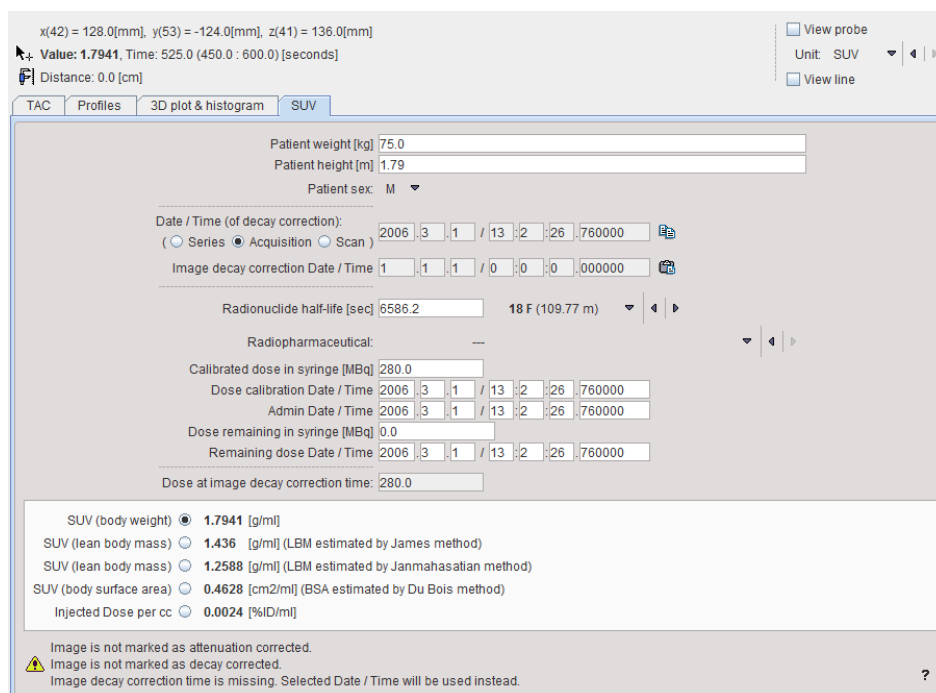 x(42) = 128.0[mm], y(53) = -124.0[mm], z(41) = 136.0[mm]
View probe
Value: 1.7941, Time: 525.0 (450.0 : 600.0) [seconds]
Unit: SUV
Distance: 0.0 [cm]
View line
TAC Profiles 3D plot & histogram SUV
Patient weight [kg] 75.0
Patient height [m] 1.79
Patient sex: M
Date / Time (of decay correction):
( Series Acquisition Scan ) 2006 .3 .1 / 13 :2 :26 .760000
Image decay correction Date / Time 1 .1 .1 / 0 :0 :0 .000000
Radionuclide half-life [sec] 6586.2 18 F (109.77 m)
Radiopharmaceutical: ---
Calibrated dose in syringe [MBq] 280.0
Dose calibration Date / Time 2006 .3 .1 / 13 :2 :26 .760000
Admin Date / Time 2006 .3 .1 / 13 :2 :26 .760000
Dose remaining in syringe [MBq] 0.0
Remaining dose Date / Time 2006 .3 .1 / 13 :2 :26 .760000
Dose at image decay correction time: 280.0
SUV (body weight) 1.7941 [g/ml]
SUV (lean body mass) 1.436 [g/ml] (LBM estimated by James method)
SUV (lean body mass) 1.2588 [g/ml] (LBM estimated by Janmahasatian method)
SUV (body surface area) 0.4628 [cm2/ml] (BSA estimated by Du Bois method)
Injected Dose per cc 0.0024 [%ID/ml]
Image is not marked as attenuation corrected.
Image is not marked as decay corrected.
Image decay correction time is missing. Selected Date / Time will be used instead.
?